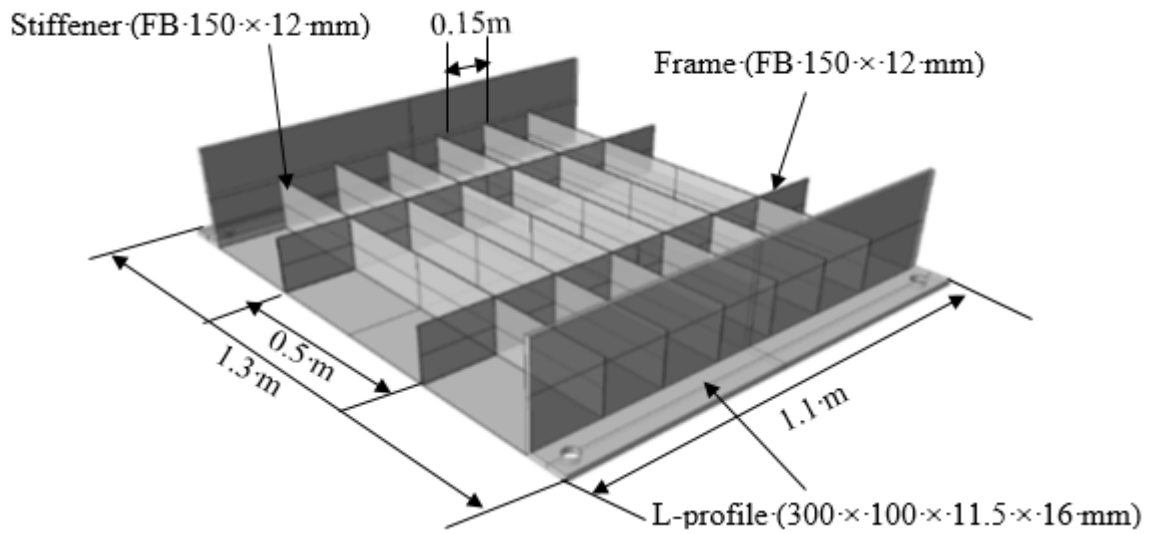 Stiffener·(FB·150·×·12·mm)
0.15m
Frame·(FB·150·×·12·mm)
0.5·m
1.3·m
1.1·m
L-profile·(300·×·100·×·11.5·×·16·mm)